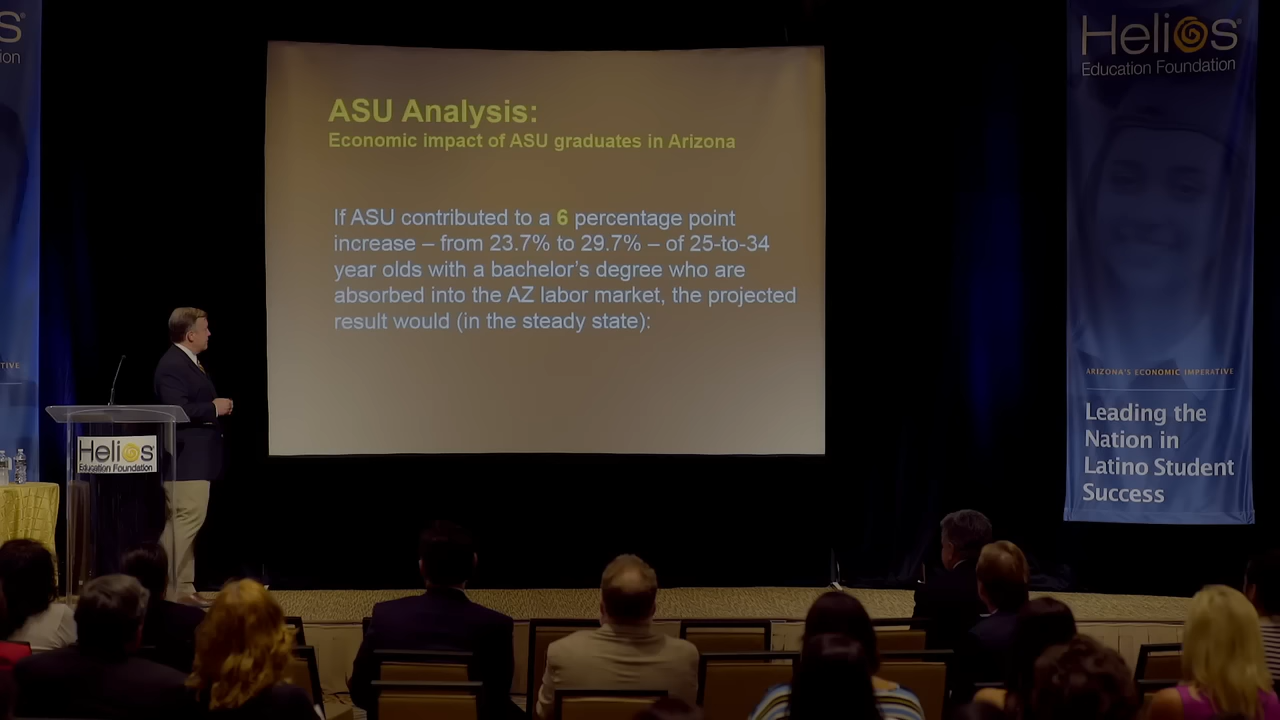 S
ion
TIVE
ASU Analysis:
Economic impact of ASU graduates in Arizona
If ASU contributed to a 6 percentage point
increase – from 23.7% to 29.7% – of 25-to-34
year olds with a bachelor's degree who are
absorbed into the AZ labor market, the projected
result would (in the steady state):
Helios
Education Foundation
Helios
Education Foundation
ARIZONA'S ECONOMIC IMPERATIVE
Leading the
Nation in
Latino Student
Success